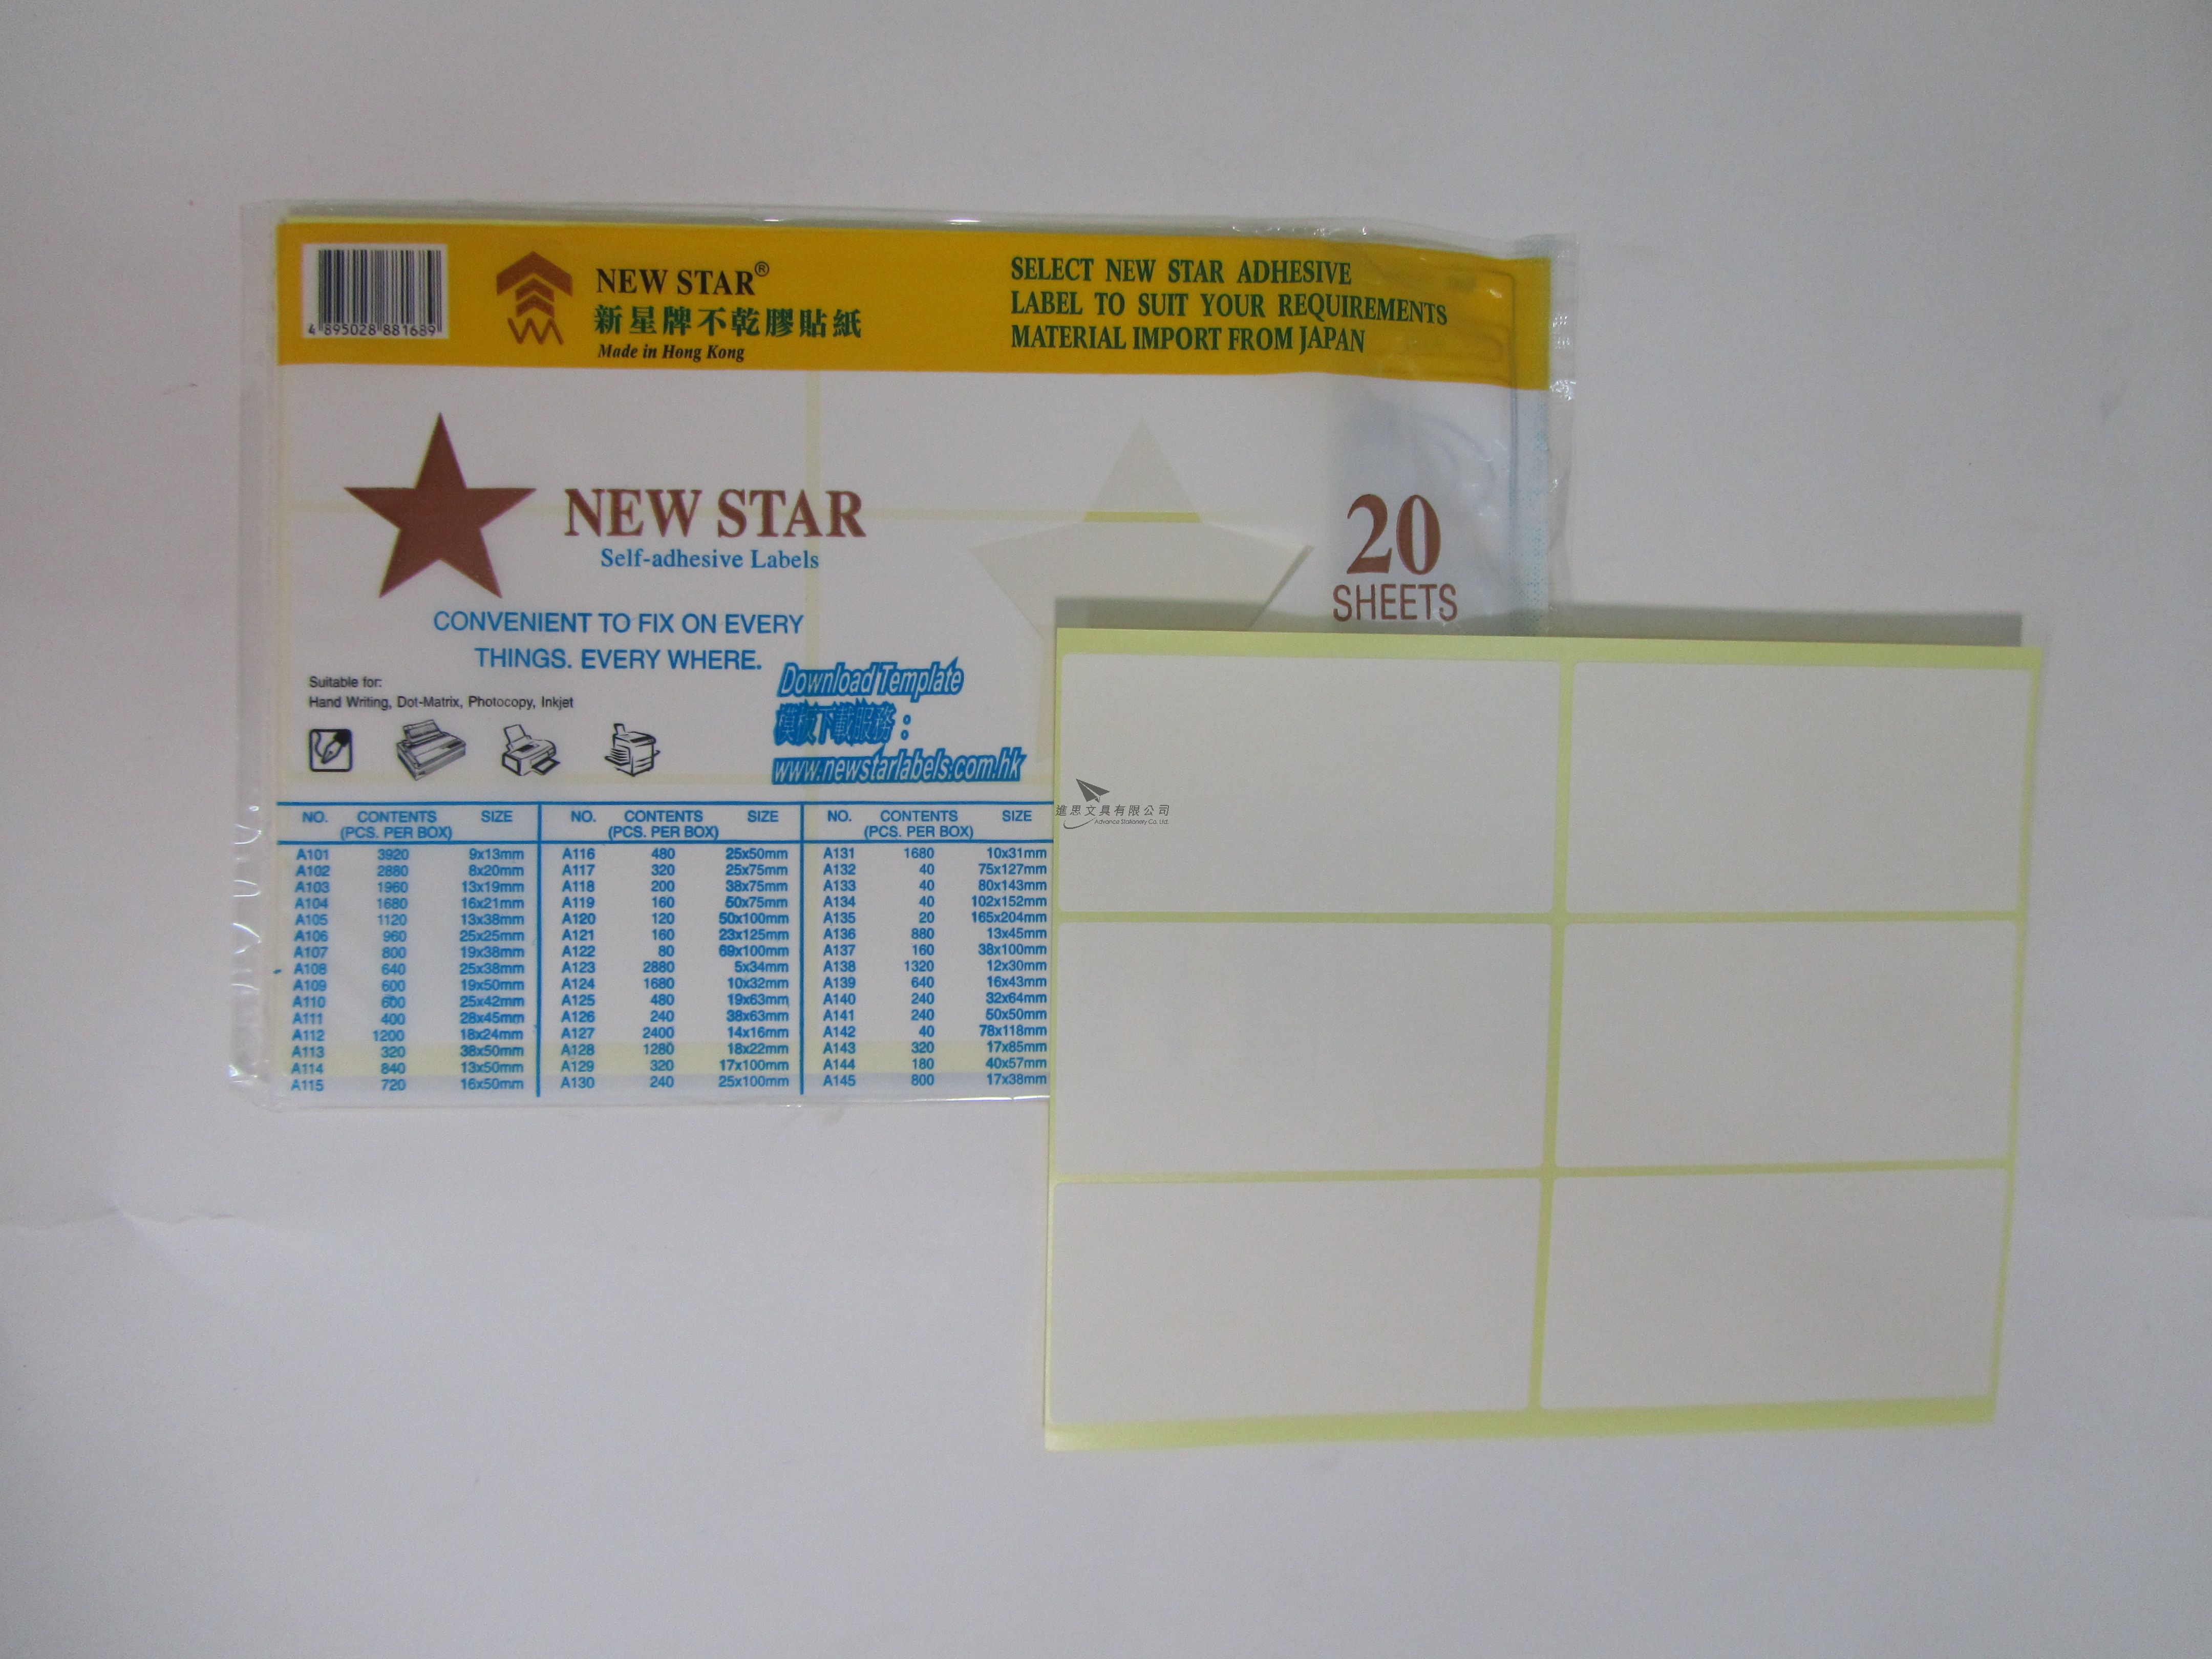 4 895028 881689
NEW STAR®
新星牌不乾膠貼紙
Made in Hong Kong
SELECT NEW STAR ADHESIVE
LABEL TO SUIT YOUR REQUIREMENTS
MATERIAL IMPORT FROM JAPAN
NEW STAR
Self-adhesive Labels
20
SHEETS
CONVENIENT TO FIX ON EVERY
THINGS. EVERY WHERE.
Suitable for:
Hand Writing, Dot-Matrix, Photocopy, Inkjet
Download Template
模板下載服務：
www.newstarlabels.com.hk
進思文具有限公司
Advance Stationery Co. Ltd.
NO. CONTENTS SIZE
(PCS. PER BOX)
A101 3920 9x13mm
A102 2880 8x20mm
A103 1960 13x19mm
A104 1680 16x21mm
A105 1120 13x38mm
A106 960 25x25mm
A107 800 19x38mm
A108 640 25x38mm
A109 600 19x50mm
A110 600 25x42mm
A111 400 28x45mm
A112 1200 18x24mm
A113 320 38x50mm
A114 840 13x50mm
A115 720 16x50mm
NO. CONTENTS SIZE
(PCS. PER BOX)
A116 480 25x50mm
A117 320 25x75mm
A118 200 38x75mm
A119 160 50x75mm
A120 120 50x100mm
A121 160 23x125mm
A122 80 69x100mm
A123 2880 5x34mm
A124 1680 10x32mm
A125 480 19x63mm
A126 240 38x63mm
A127 2400 14x16mm
A128 1280 18x22mm
A129 320 17x100mm
A130 240 25x100mm
NO. CONTENTS SIZE
(PCS. PER BOX)
A131 1680 10x31mm
A132 40 75x127mm
A133 40 80x143mm
A134 40 102x152mm
A135 20 165x204mm
A136 880 13x45mm
A137 160 38x100mm
A138 1320 12x30mm
A139 640 16x43mm
A140 240 32x64mm
A141 240 50x50mm
A142 40 78x118mm
A143 320 17x85mm
A144 180 40x57mm
A145 800 17x38mm